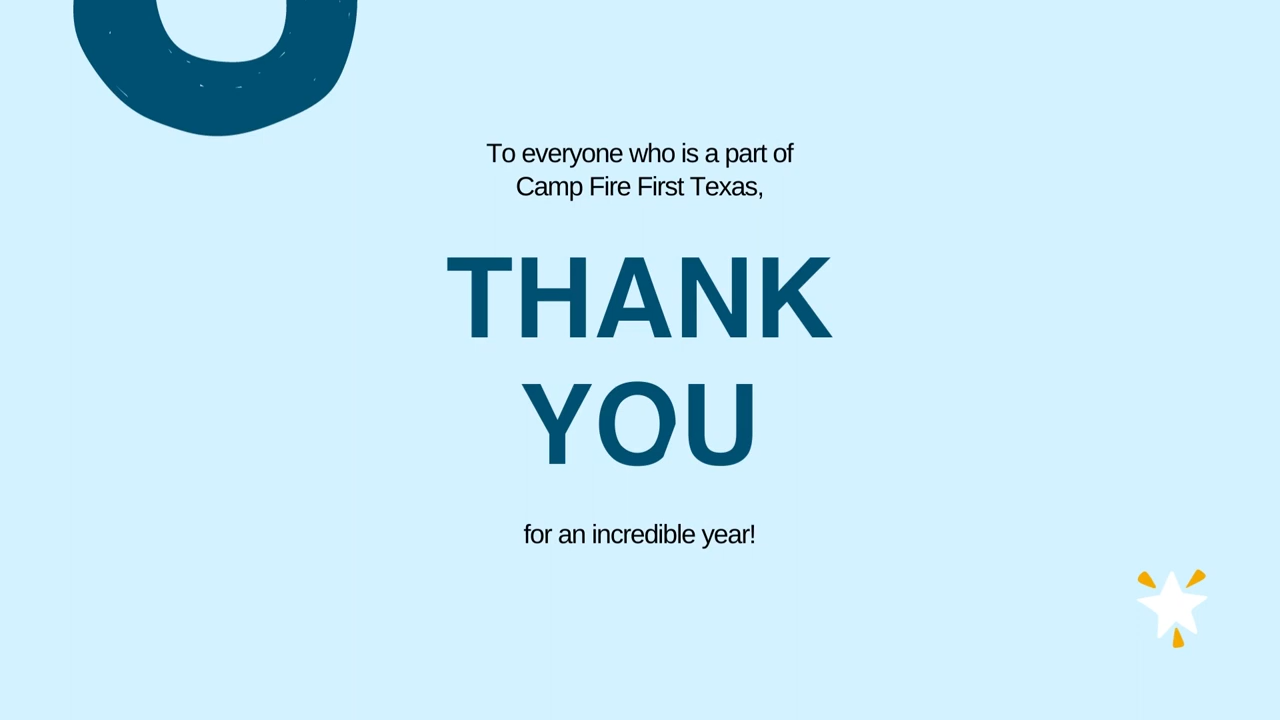 To everyone who is a part of
Camp Fire First Texas,
THANK
YOU
for an incredible year!